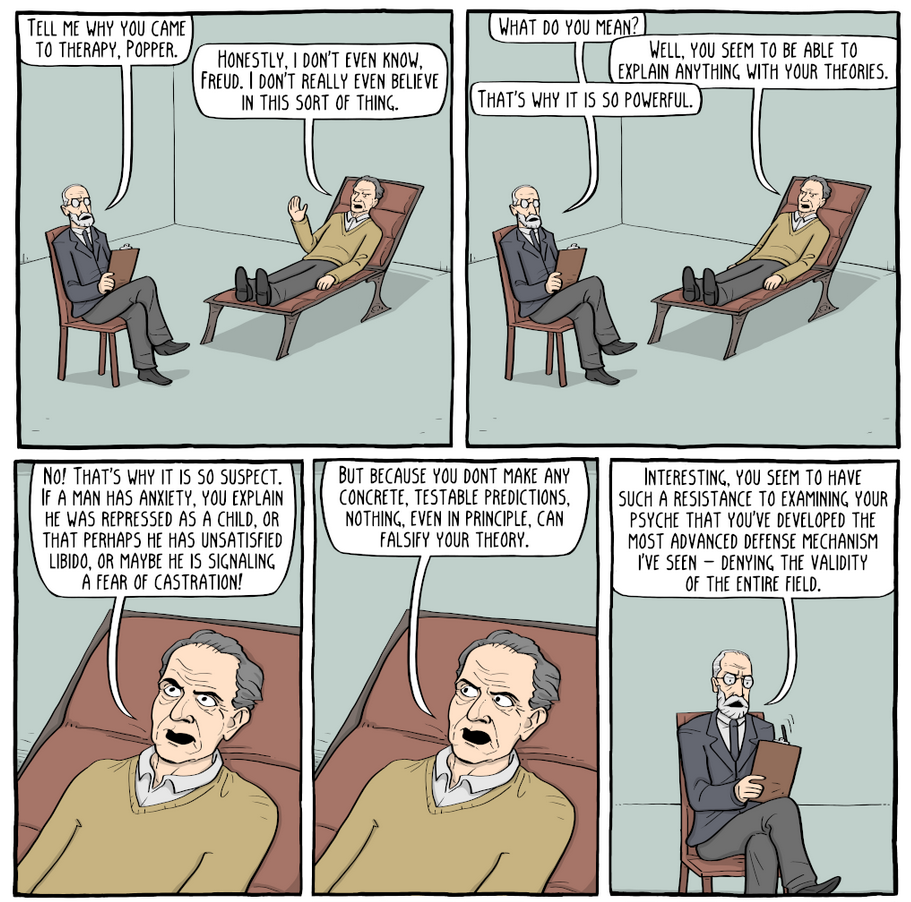 Tell me why you came
to therapy, Popper.
Honestly, I don't even know,
Freud. I don't really even believe
in this sort of thing.
What do you mean?
Well, you seem to be able to
explain anything with your theories.
That's why it is so powerful.
No! That's why it is so suspect.
If a man has anxiety, you explain
he was repressed as a child, or
that perhaps he has unsatisfied
libido, or maybe he is signaling
a fear of castration!
But because you dont make any
concrete, testable predictions,
nothing, even in principle, can
falsify your theory.
Interesting, you seem to have
such a resistance to examining your
psyche that you've developed the
most advanced defense mechanism
I've seen – denying the validity
of the entire field.